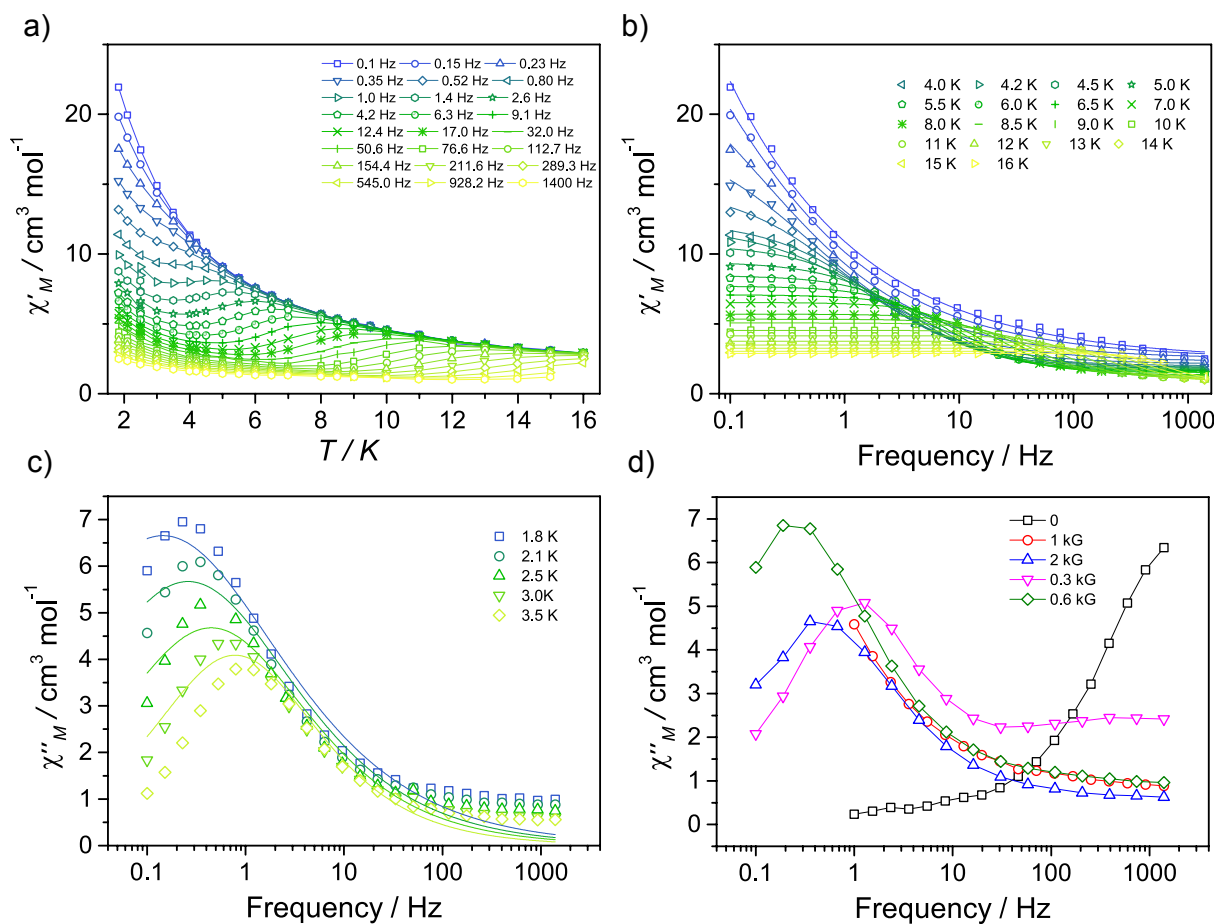 a)
20
10
0
χ'M / cm³ mol⁻¹
2 4 6 8 10 12 14 16
T / K
0.1 Hz 0.15 Hz 0.23 Hz
0.35 Hz 0.52 Hz 0.80 Hz
1.0 Hz 1.4 Hz 2.6 Hz
4.2 Hz 6.3 Hz 9.1 Hz
12.4 Hz 17.0 Hz 32.0 Hz
50.6 Hz 76.6 Hz 112.7 Hz
154.4 Hz 211.6 Hz 289.3 Hz
545.0 Hz 928.2 Hz 1400 Hz
b)
20
10
0
χ'M / cm³ mol⁻¹
0.1 1 10 100 1000
Frequency / Hz
4.0 K 4.2 K 4.5 K 5.0 K
5.5 K 6.0 K 6.5 K 7.0 K
8.0 K 8.5 K 9.0 K 10 K
11 K 12 K 13 K 14 K
15 K 16 K
c)
7
6
5
4
3
2
1
0
χ''M / cm³ mol⁻¹
0.1 1 10 100 1000
Frequency / Hz
1.8 K
2.1 K
2.5 K
3.0K
3.5 K
d)
7
6
5
4
3
2
1
0
χ''M / cm³ mol⁻¹
0.1 1 10 100 1000
Frequency / Hz
0
1 kG
2 kG
0.3 kG
0.6 kG